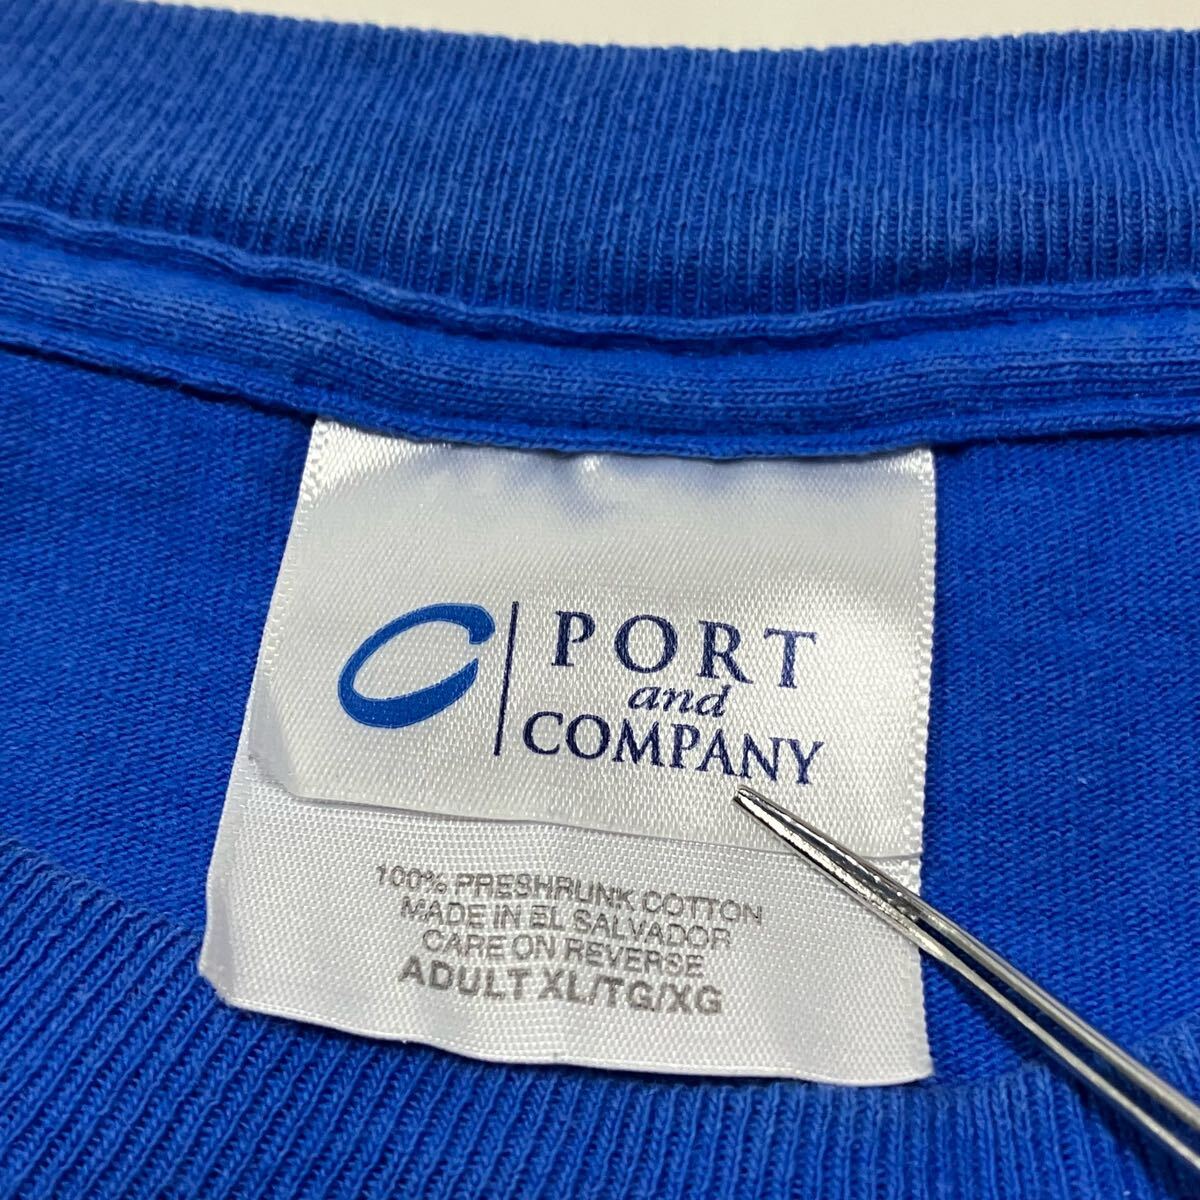 PORT
and
COMPANY
100% PRESHRUNK COTTON
MADE IN EL SALVADOR
CARE ON REVERSE
ADULT XL/TG/XG